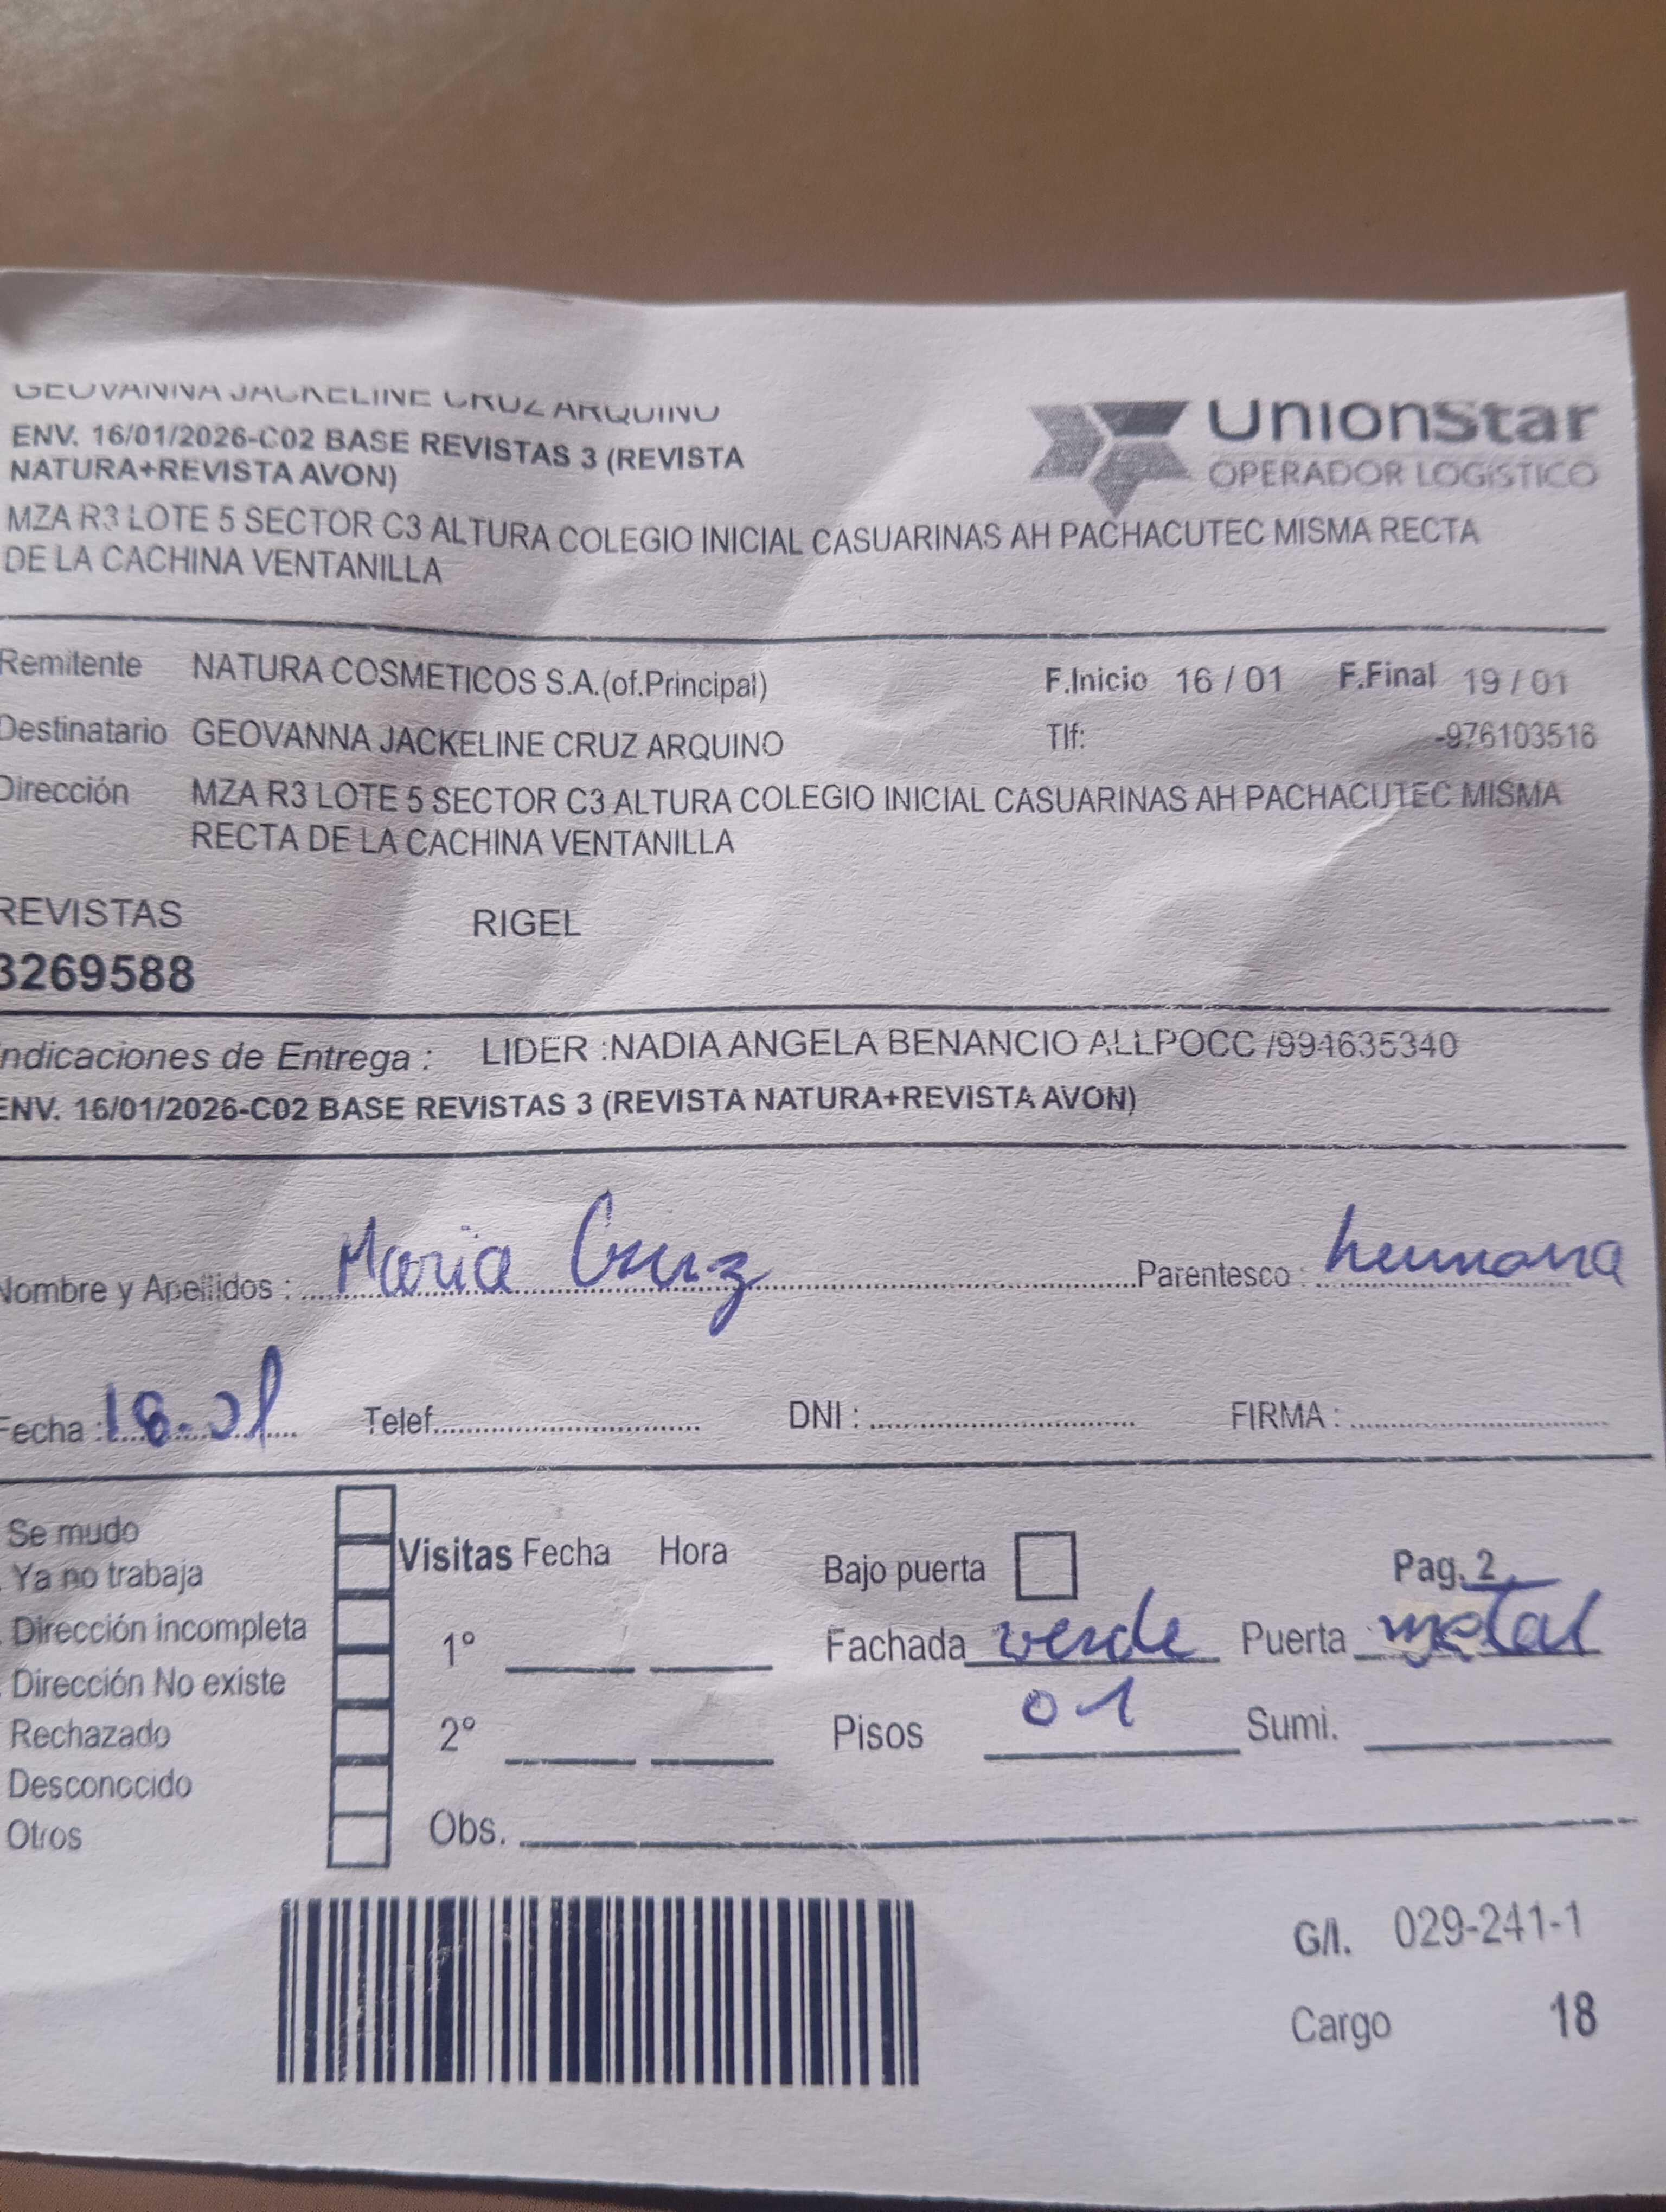 GEOVANNA JACKELINE CRUZ ARQUINO
UnionStar
OPERADOR LOGÍSTICO
ENV. 16/01/2026-C02 BASE REVISTAS 3 (REVISTA
NATURA+REVISTA AVON)
MZA R3 LOTE 5 SECTOR C3 ALTURA COLEGIO INICIAL CASUARINAS AH PACHACUTEC MISMA RECTA
DE LA CACHINA VENTANILLA
Remitente NATURA COSMETICOS S.A.(of.Principal) F.Inicio 16 / 01 F.Final 19 / 01
Destinatario GEOVANNA JACKELINE CRUZ ARQUINO Tlf: -976103516
Dirección MZA R3 LOTE 5 SECTOR C3 ALTURA COLEGIO INICIAL CASUARINAS AH PACHACUTEC MISMA
RECTA DE LA CACHINA VENTANILLA
REVISTAS RIGEL
3269588
Indicaciones de Entrega : LIDER :NADIA ANGELA BENANCIO ALLPOCC /994635340
ENV. 16/01/2026-C02 BASE REVISTAS 3 (REVISTA NATURA+REVISTA AVON)
Nombre y Apellidos : Maria Cruz Parentesco : hermana
Fecha : 18.01 Telef. DNI : FIRMA :
Se mudo
Ya no trabaja
Dirección incompleta
Dirección No existe
Rechazado
Desconocido
Otros
Visitas Fecha Hora
1°
2°
Obs.
Bajo puerta Pag. 2
Fachada verde Puerta metal
Pisos 01 Sumi.
G/I. 029-241-1
Cargo 18